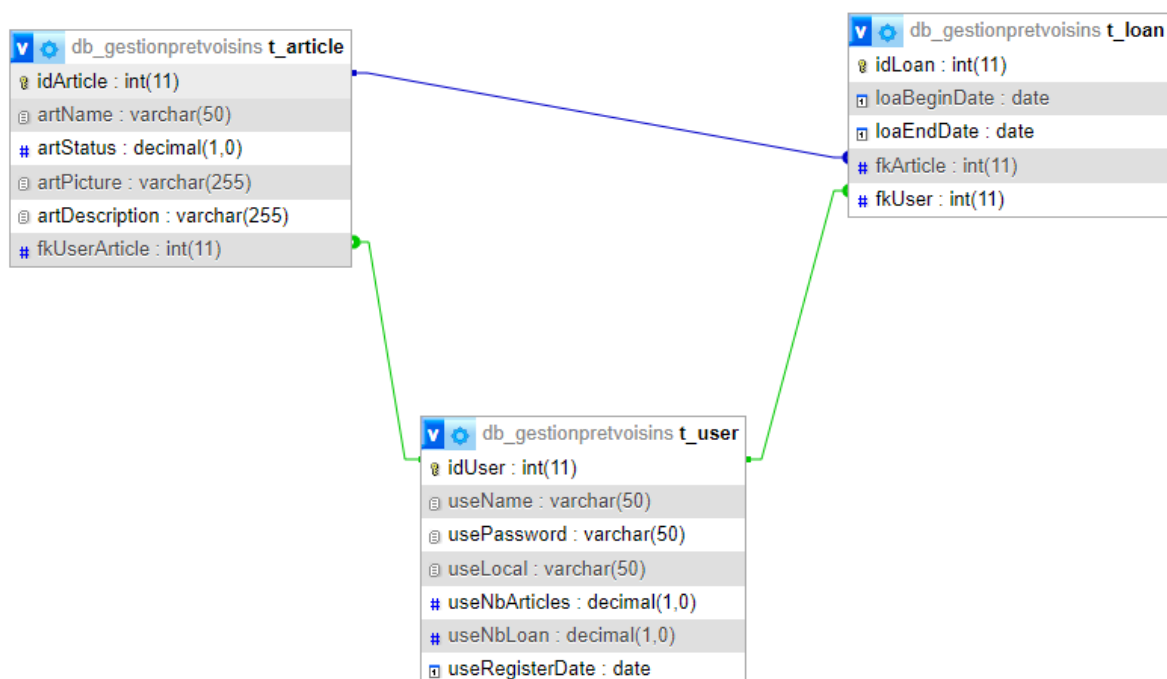 db_gestionpretvoisins t_article
idArticle : int(11)
artName : varchar(50)
artStatus : decimal(1,0)
artPicture : varchar(255)
artDescription : varchar(255)
fkUserArticle : int(11)
db_gestionpretvoisins t_loan
idLoan : int(11)
loaBeginDate : date
loaEndDate : date
fkArticle : int(11)
fkUser : int(11)
db_gestionpretvoisins t_user
idUser : int(11)
useName : varchar(50)
usePassword : varchar(50)
useLocal : varchar(50)
useNbArticles : decimal(1,0)
useNbLoan : decimal(1,0)
useRegisterDate : date